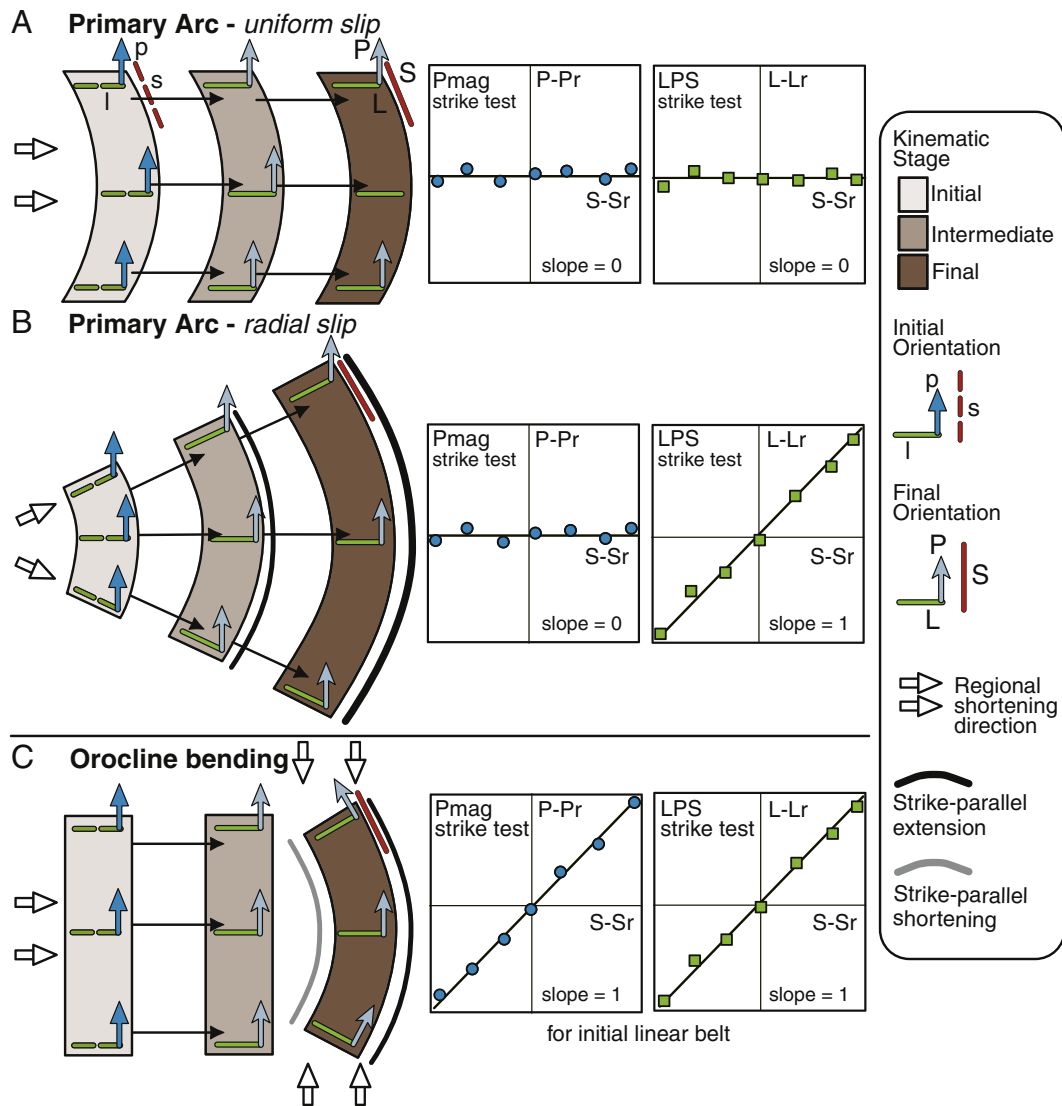 A Primary Arc - uniform slip
p
s
l
P
S
L
Pmag
strike test
P-Pr
S-Sr
slope = 0
LPS
strike test
L-Lr
S-Sr
slope = 0
B Primary Arc - radial slip
Pmag
strike test
P-Pr
S-Sr
slope = 0
LPS
strike test
L-Lr
S-Sr
slope = 1
C Orocline bending
Pmag
strike test
P-Pr
S-Sr
slope = 1
LPS
strike test
L-Lr
S-Sr
slope = 1
for initial linear belt
Kinematic
Stage
Initial
Intermediate
Final
Initial
Orientation
p
s
l
Final
Orientation
P
S
L
Regional
shortening
direction
Strike-parallel
extension
Strike-parallel
shortening